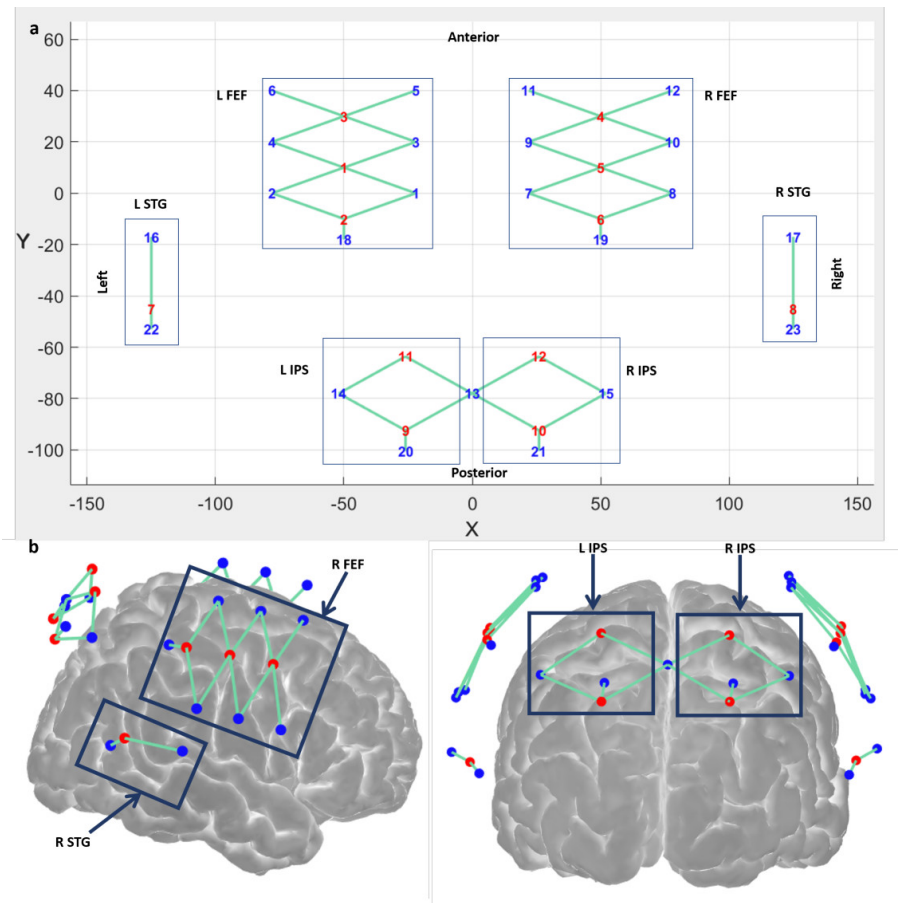 a
Anterior
60
40
20
0
-20
-40
-60
-80
-100
Y
L FEF
6 5
3
4 3
1
2 1
2
18
R FEF
11 12
4
9 10
5
7 8
6
19
L STG
16
7
22
Left
R STG
17
8
23
Right
L IPS
11
14 13
9
20
R IPS
12
15
10
21
Posterior
-150 -100 -50 0 50 100 150
X
b
R FEF
R STG
L IPS R IPS